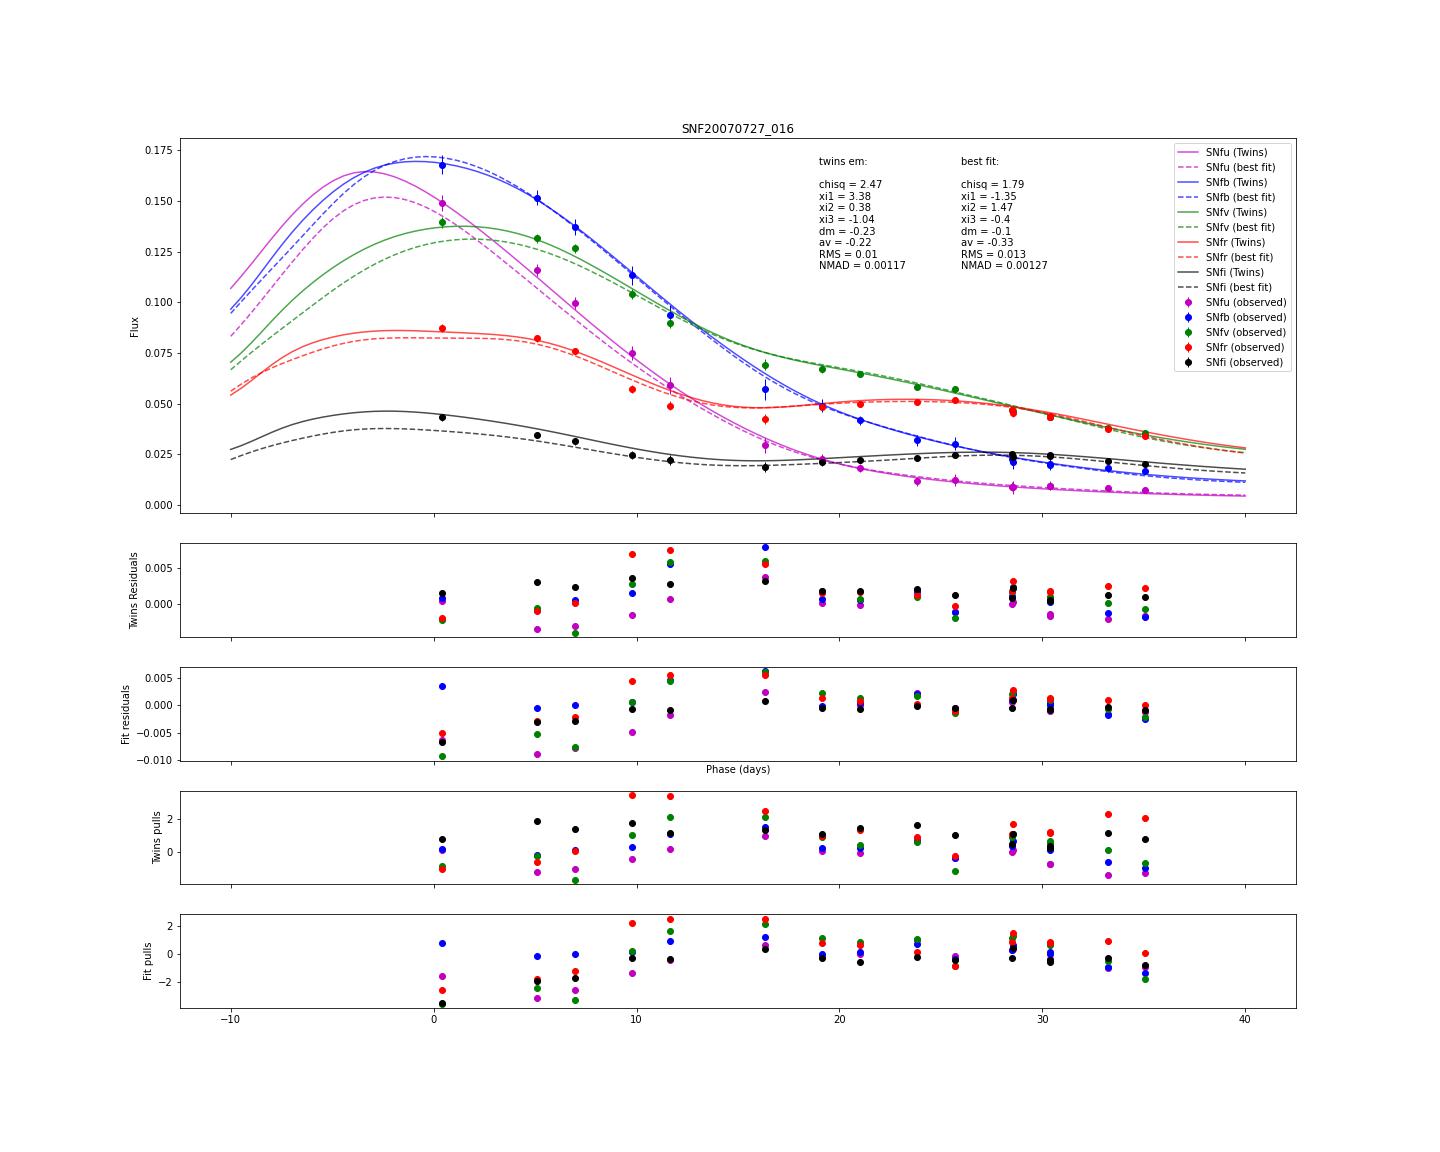 SNF20070727_016
twins em:
chisq = 2.47
xi1 = 3.38
xi2 = 0.38
xi3 = -1.04
dm = -0.23
av = -0.22
RMS = 0.01
NMAD = 0.00117
best fit:
chisq = 1.79
xi1 = -1.35
xi2 = 1.47
xi3 = -0.4
dm = -0.1
av = -0.33
RMS = 0.013
NMAD = 0.00127
SNfu (Twins)
SNfu (best fit)
SNfb (Twins)
SNfb (best fit)
SNfv (Twins)
SNfv (best fit)
SNfr (Twins)
SNfr (best fit)
SNfi (Twins)
SNfi (best fit)
SNfu (observed)
SNfb (observed)
SNfv (observed)
SNfr (observed)
SNfi (observed)
Flux
0.175
0.150
0.125
0.100
0.075
0.050
0.025
0.000
Twins Residuals
0.005
0.000
Fit residuals
0.005
0.000
−0.005
−0.010
Phase (days)
Twins pulls
2
0
Fit pulls
2
0
−2
−10
0
10
20
30
40